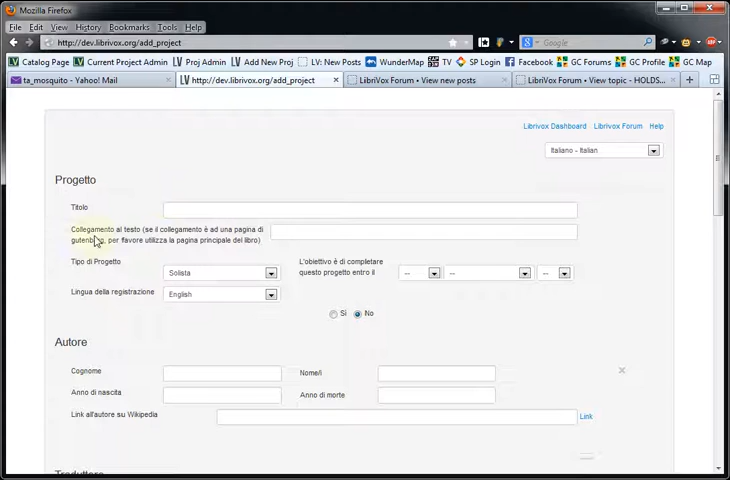 Mozilla Firefox
File Edit View History Bookmarks Tools Help
http://dev.librivox.org/add_project
Google
Catalog Page Current Project Admin Proj Admin Add New Proj LV: New Posts WunderMap TV SP Login Facebook GC Forums GC Profile GC Map
ta_mosquito - Yahoo! Mail http://dev.librivox.org/add_project LibriVox Forum • View new posts LibriVox Forum • View topic - HOLDS...
Librivox Dashboard Librivox Forum Help
Italiano - Italian
Progetto
Titolo
Collegamento al testo (se il collegamento è ad una pagina di
gutenberg, per favore utilizza la pagina principale del libro)
Tipo di Progetto Solista
L'obiettivo è di completare
questo progetto entro il -- -- --
Lingua della registrazione English
Sì No
Autore
Cognome Nome/i
Anno di nascita Anno di morte
Link all'autore su Wikipedia Link
Traduttore